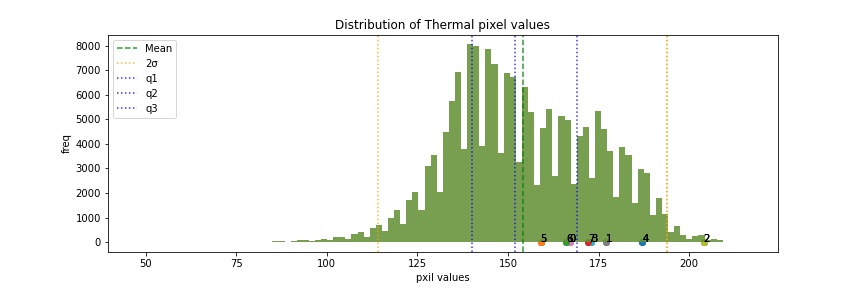 Distribution of Thermal pixel values
Mean
2σ
q1
q2
q3
freq
8000
7000
6000
5000
4000
3000
2000
1000
0
5 6 0 7 3 1 4 2
50 75 100 125 150 175 200
pxil values